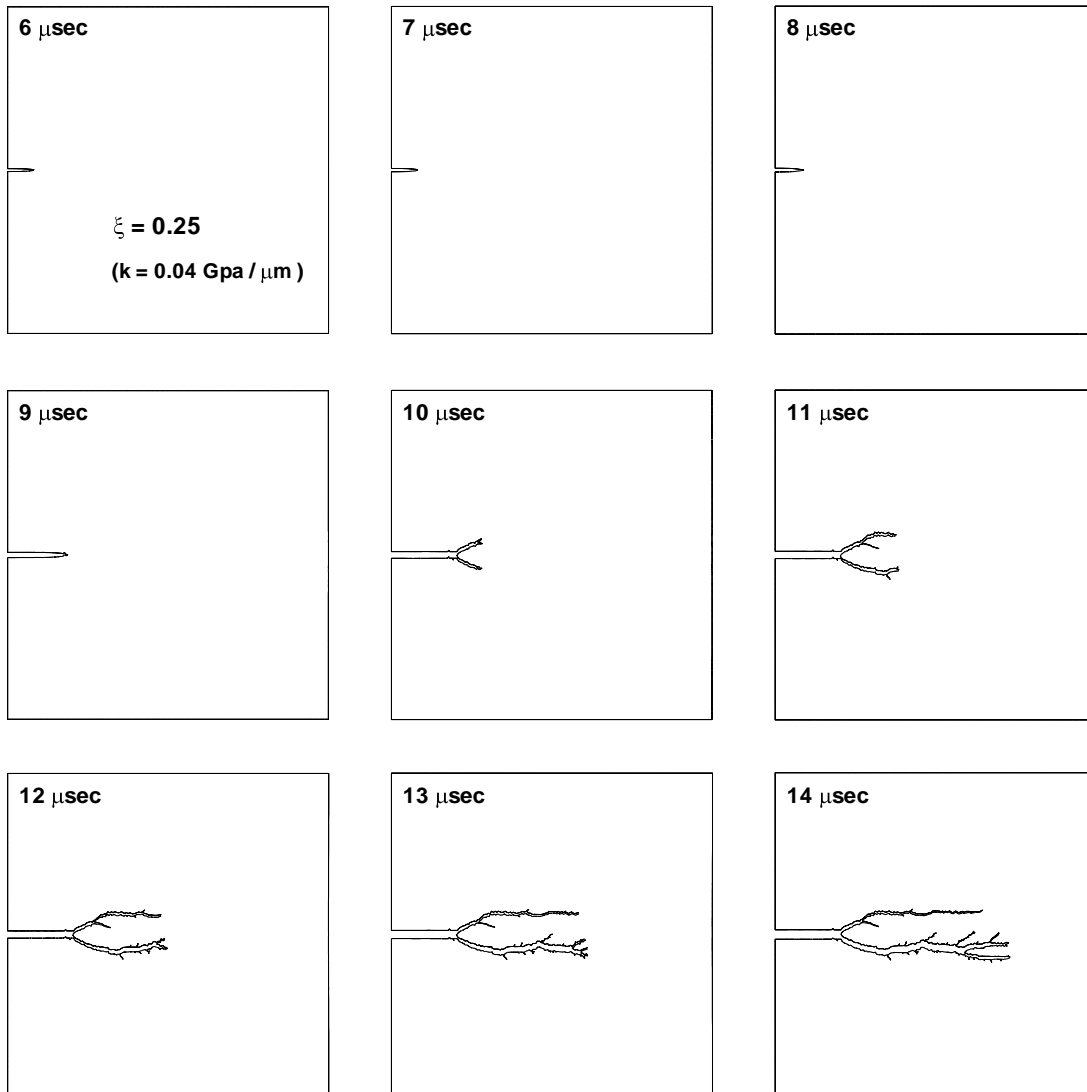 6 μsec
7 μsec
8 μsec
ξ = 0.25
(k = 0.04 Gpa / μm )
9 μsec
10 μsec
11 μsec
12 μsec
13 μsec
14 μsec